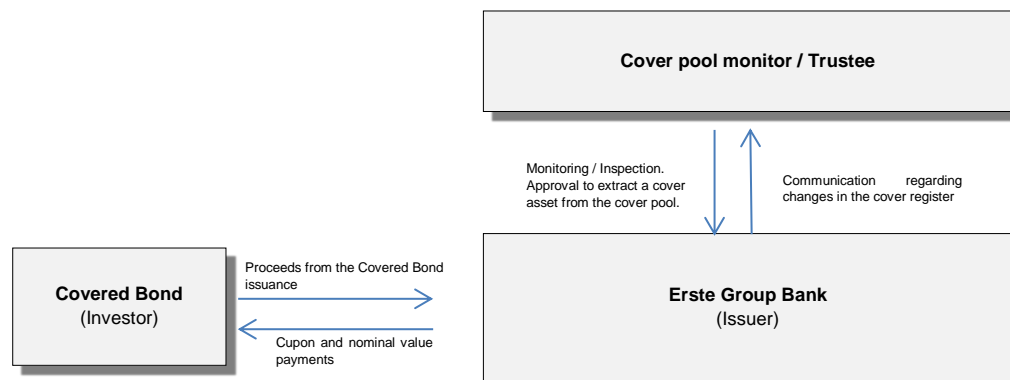 Cover pool monitor / Trustee
Monitoring / Inspection.
Approval to extract a cover
asset from the cover pool.
Communication regarding
changes in the cover register
Proceeds from the Covered Bond
issuance
Covered Bond
(Investor)
Erste Group Bank
(Issuer)
Cupon and nominal value
payments